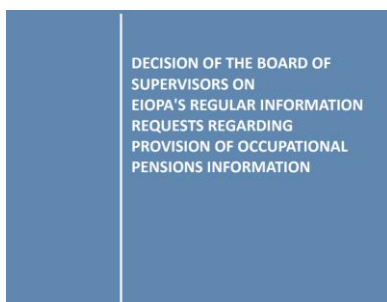 DECISION OF THE BOARD OF
SUPERVISORS ON
EIOPA'S REGULAR INFORMATION
REQUESTS REGARDING
PROVISION OF OCCUPATIONAL
PENSIONS INFORMATION